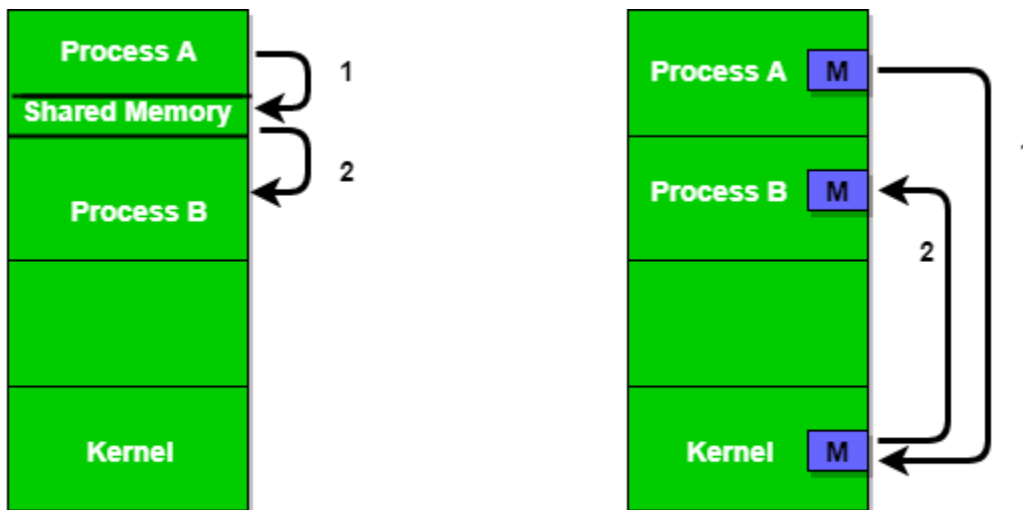 Process A
1
Shared Memory
2
Process B
Kernel
Process A M
Process B M
2
Kernel M